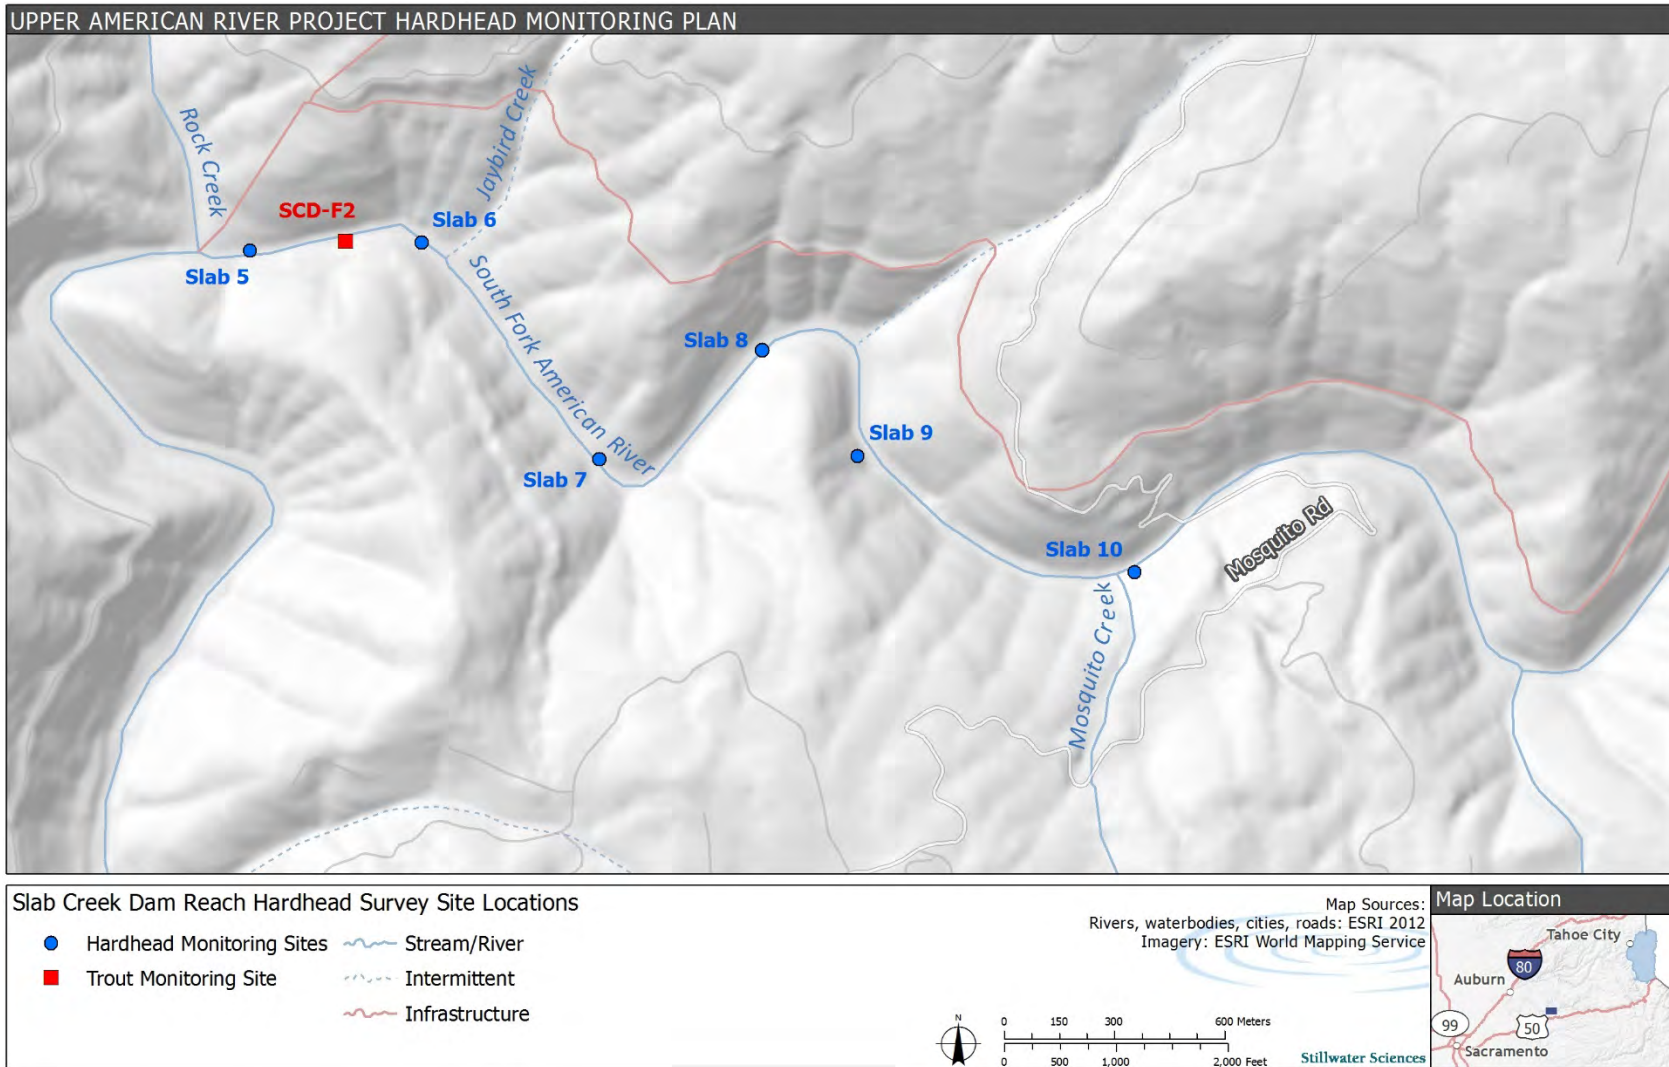 UPPER AMERICAN RIVER PROJECT HARDHEAD MONITORING PLAN
Rock Creek
Jaybird Creek
SCD-F2
Slab 6
Slab 5
South Fork American River
Slab 8
Slab 9
Slab 7
Slab 10
Mosquito Rd
Mosquito Creek
Slab Creek Dam Reach Hardhead Survey Site Locations
Hardhead Monitoring Sites
Stream/River
Trout Monitoring Site
Intermittent
Infrastructure
Map Sources:
Rivers, waterbodies, cities, roads: ESRI 2012
Imagery: ESRI World Mapping Service
N
0 150 300 600 Meters
0 500 1,000 2,000 Feet
Stillwater Sciences
Map Location
Tahoe City
80
Auburn
99
50
Sacramento